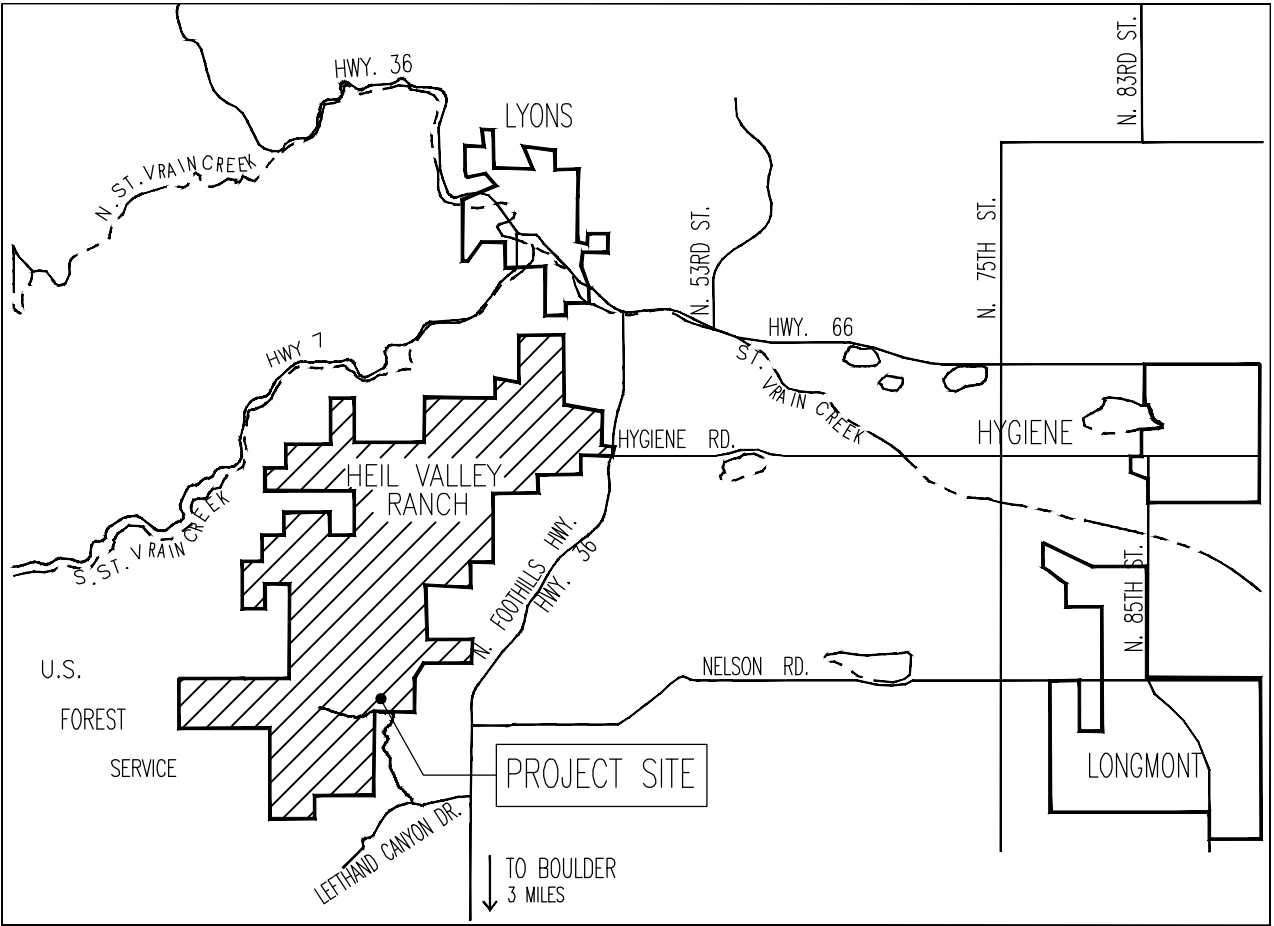 HWY. 36
LYONS
N. 83RD ST.
N. ST. VRAIN CREEK
N. 53RD ST.
N. 75TH ST.
HWY 7
HWY. 66
ST. VRAIN CREEK
HYGIENE RD.
HYGIENE
HEIL VALLEY
RANCH
S. ST. VRAIN CREEK
N. FOOTHILLS HWY.
HWY. 36
N. 85TH ST.
U.S.
FOREST
SERVICE
NELSON RD.
PROJECT SITE
LONGMONT
LEFTHAND CANYON DR.
TO BOULDER
3 MILES